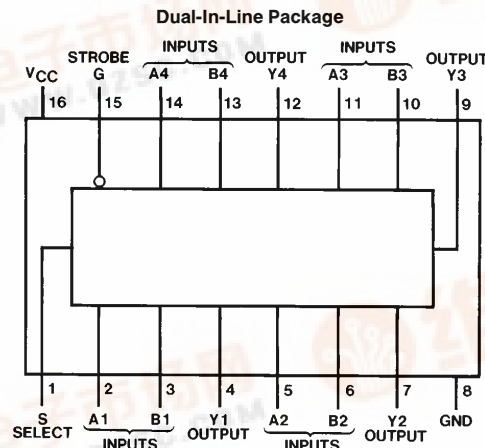 Dual-In-Line Package
STROBE INPUTS OUTPUT INPUTS OUTPUT
VCC G A4 B4 Y4 A3 B3 Y3
16 15 14 13 12 11 10 9
1 2 3 4 5 6 7 8
S A1 B1 Y1 A2 B2 Y2 GND
SELECT INPUTS OUTPUT INPUTS OUTPUT